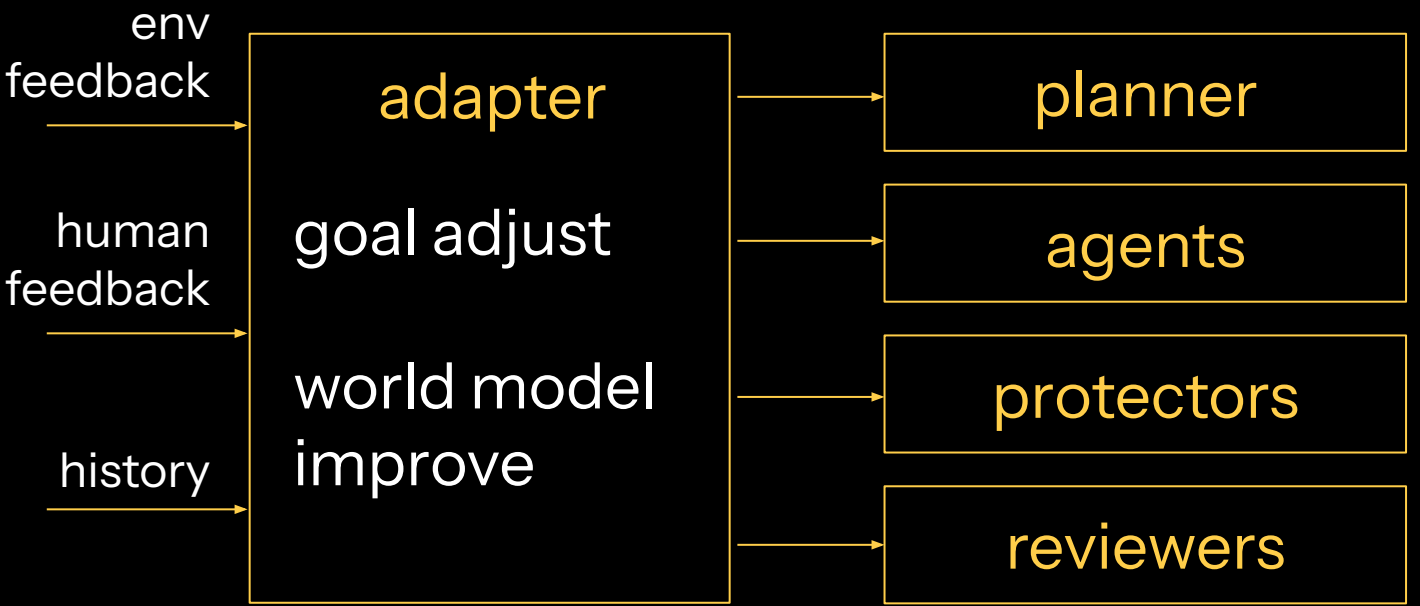 env
feedback
adapter
planner
human
feedback
goal adjust
agents
world model
improve
protectors
history
reviewers